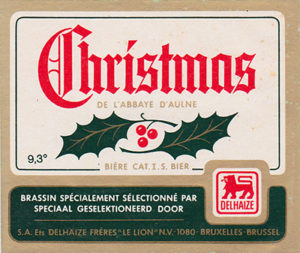 Christmas
DE L'ABBAYE D'AULNE
9,3°
BIÈRE CAT. I. S. BIER
BRASSIN SPÉCIALEMENT SÉLECTIONNÉ PAR
SPECIAAL GESELEKTIONEERD DOOR
DELHAIZE
S.A. Ets. DELHAIZE FRÈRES "LE LION" N.V. 1080 - BRUXELLES - BRUSSEL